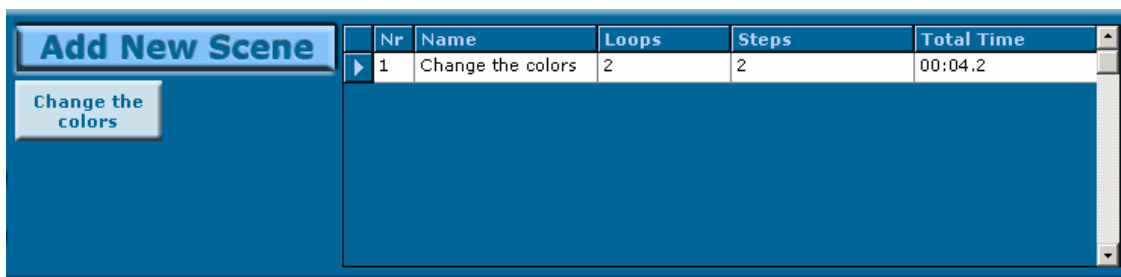 Add New Scene
Change the
colors
Nr Name Loops Steps Total Time
1 Change the colors 2 2 00:04.2